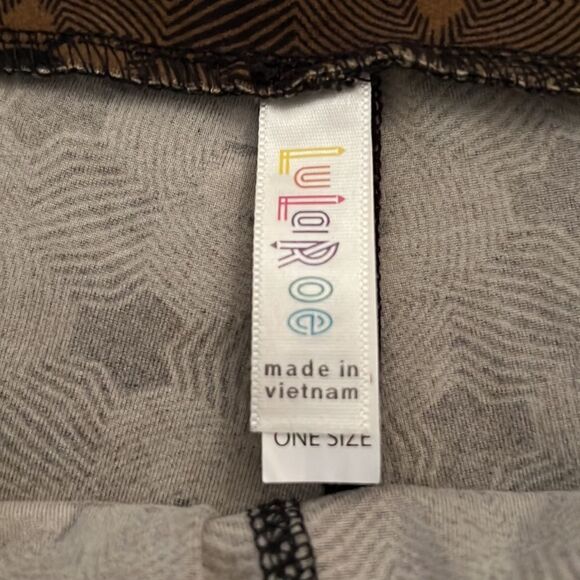 LuLaRoe
made in
vietnam
ONE SIZE